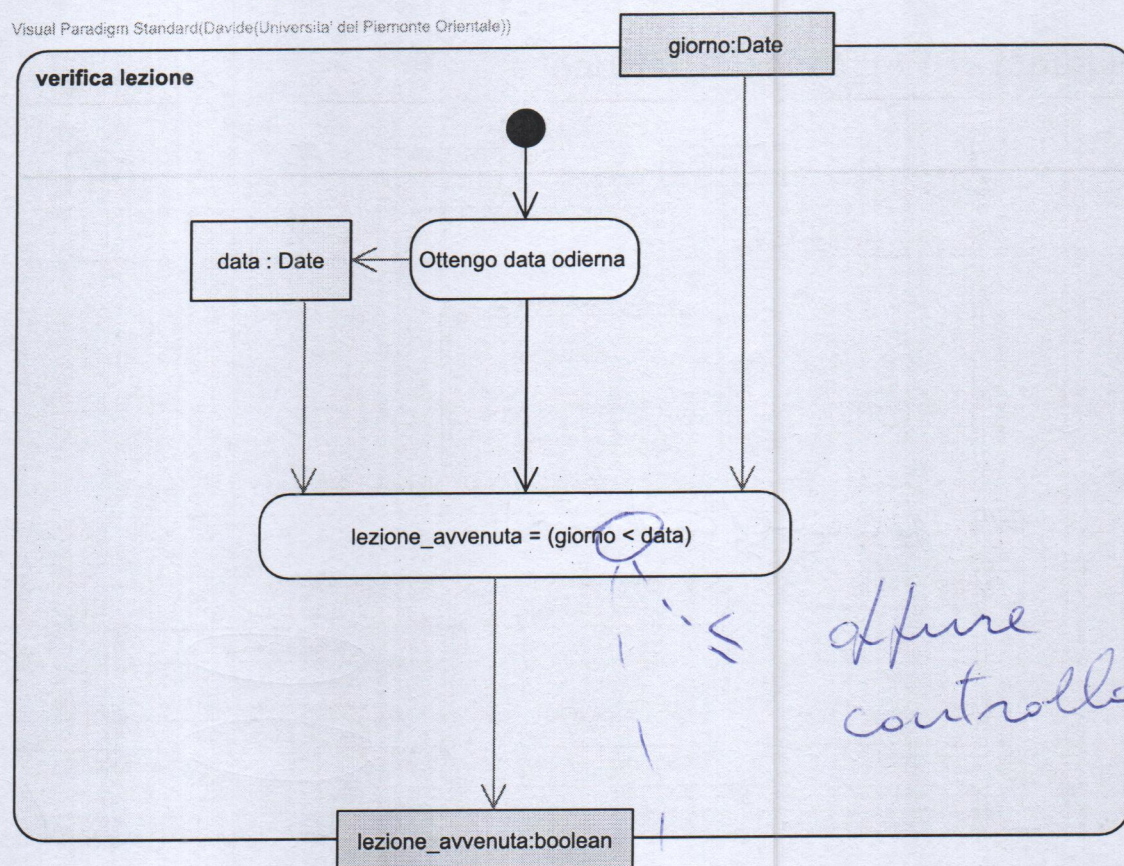 Visual Paradigm Standard(Davide(Universita' del Piemonte Orientale))
giorno:Date
verifica lezione
data : Date
Ottengo data odierna
lezione_avvenuta = (giorno < data)
≤ oppure
controllo
lezione_avvenuta:boolean